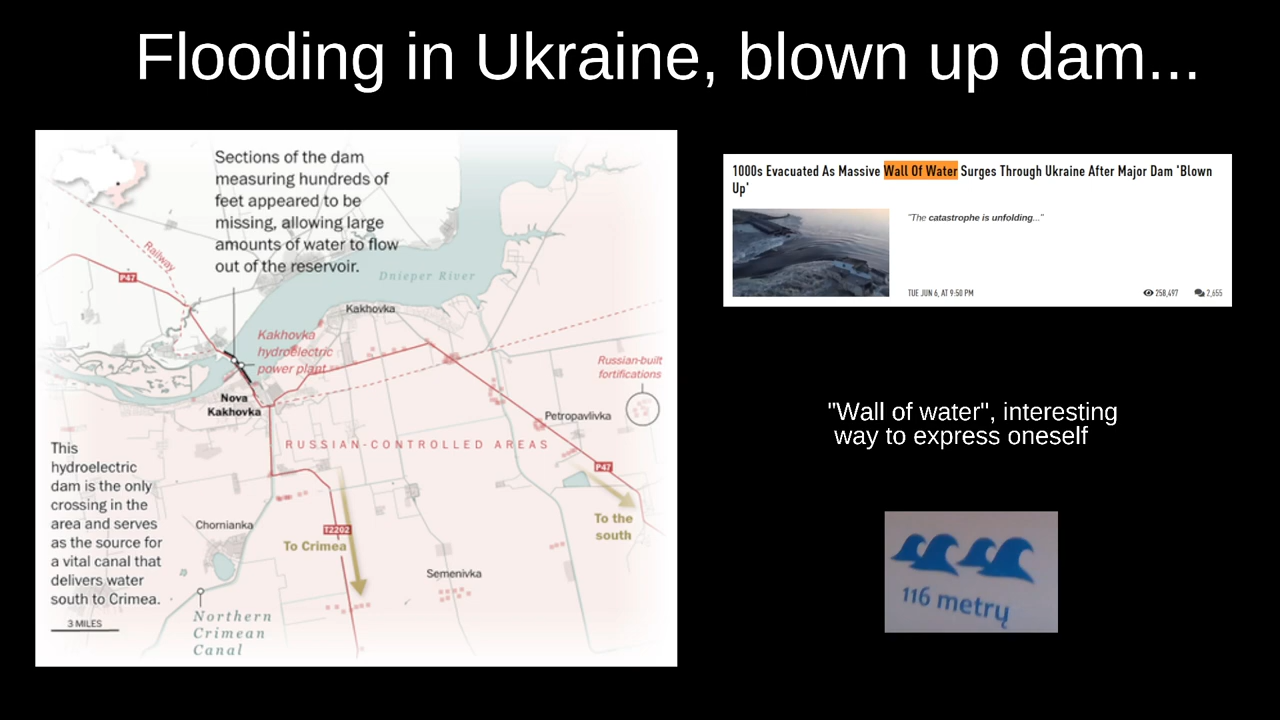 Flooding in Ukraine, blown up dam...
Sections of the dam
measuring hundreds of
feet appeared to be
missing, allowing large
amounts of water to flow
out of the reservoir.
Railway
P47
Dnieper River
Kakhovka
Kakhovka
hydroelectric
power plant
Russian-built
fortifications
Nova
Kakhovka
Petropavlivka
RUSSIAN-CONTROLLED AREAS
This
hydroelectric
dam is the only
crossing in the
area and serves
as the source for
a vital canal that
delivers water
south to Crimea.
3 MILES
P47
Chornianka
T2202
To Crimea
To the
south
Semenivka
Northern
Crimean
Canal
1000s Evacuated As Massive Wall Of Water Surges Through Ukraine After Major Dam 'Blown
Up'
"The catastrophe is unfolding..."
TUE JUN 6, AT 9:50 PM
258,497
2,655
"Wall of water", interesting
way to express oneself
116 metry